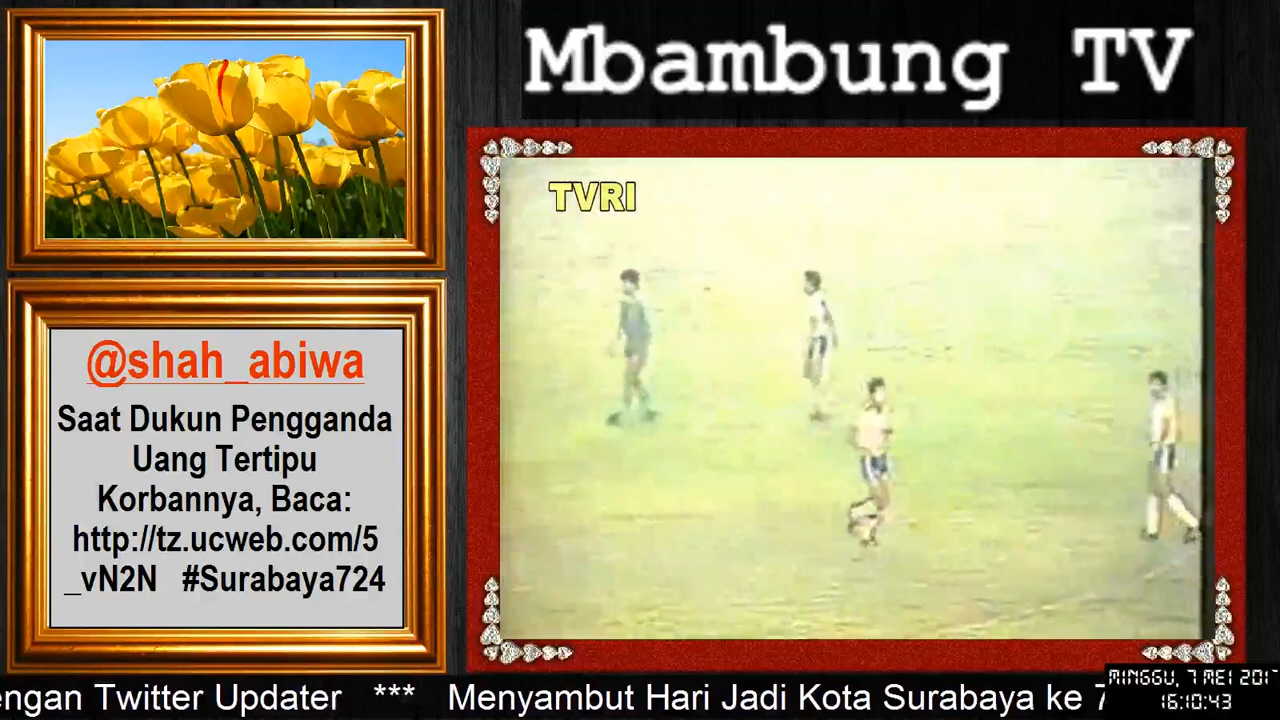 Mbambung TV
TVRI
@shah_abiwa
Saat Dukun Pengganda
Uang Tertipu
Korbannya, Baca:
http://tz.ucweb.com/5
_vN2N #Surabaya724
engan Twitter Updater *** Menyambut Hari Jadi Kota Surabaya ke 7
MINGGU, 7 MEI 2017
16:10:43